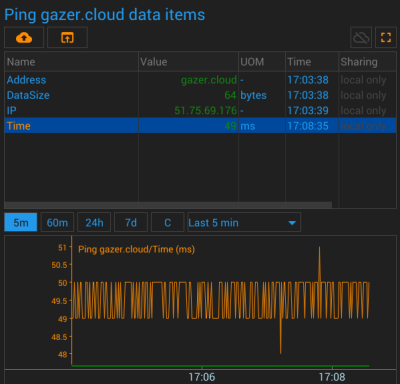 Ping gazer.cloud data items
Name Value UOM Time Sharing
Address gazer.cloud - 17:03:38 local only
DataSize 64 bytes 17:03:38 local only
IP 51.75.69.176 - 17:03:39 local only
Time 49 ms 17:08:35 local only
5m 60m 24h 7d C Last 5 min
Ping gazer.cloud/Time (ms)
51
50.5
50
49.5
49
48.5
48
17:06 17:08